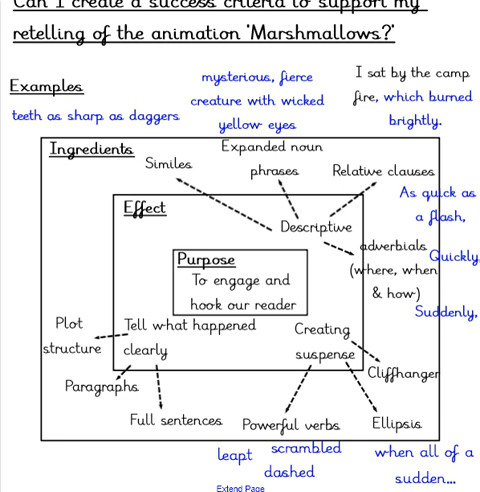 Can I create a success criteria to support my
retelling of the animation 'Marshmallows?'
Examples
teeth as sharp as daggers
mysterious, fierce
creature with wicked
yellow eyes
I sat by the camp
fire, which burned
brightly.
Ingredients
Similes
Expanded noun
phrases
Relative clauses
As quick as
a flash,
Effect
Descriptive
adverbials
(where, when
& how)
Quickly,
Suddenly,
Purpose
To engage and
hook our reader
Plot
structure
Tell what happened
clearly
Creating
suspense
Cliffhanger
Paragraphs
Full sentences
Powerful verbs
Ellipsis
leapt
scrambled
dashed
when all of a
sudden...
Extend Page